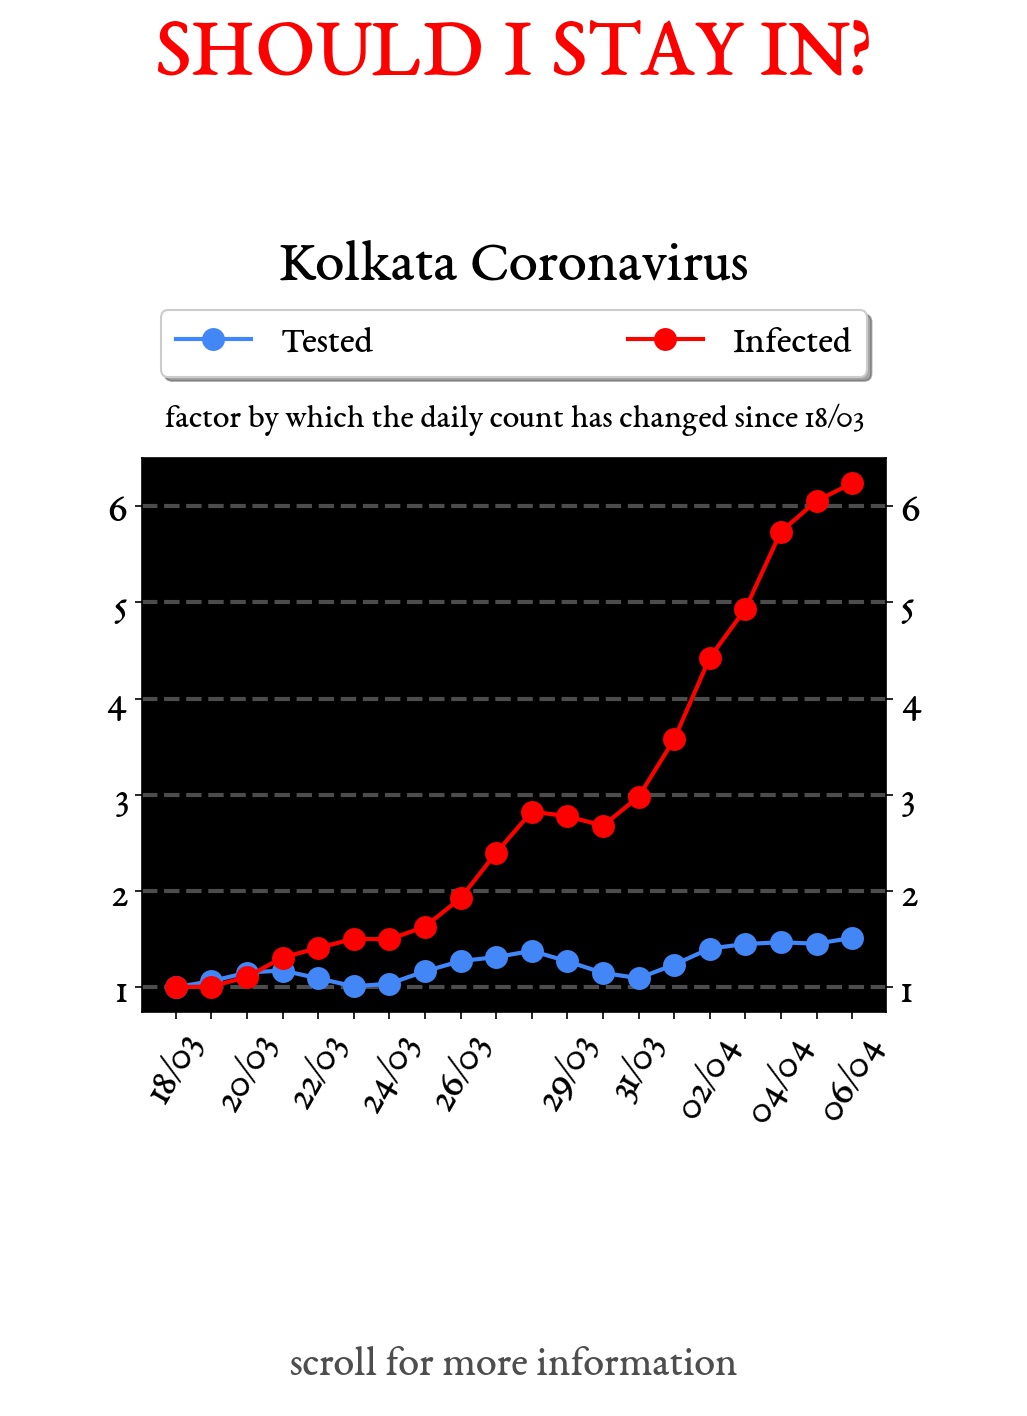 SHOULD I STAY IN?
Kolkata Coronavirus
Tested Infected
factor by which the daily count has changed since 18/03
6 6
5 5
4 4
3 3
2 2
1 1
18/03 20/03 22/03 24/03 26/03 29/03 31/03 02/04 04/04 06/04
scroll for more information